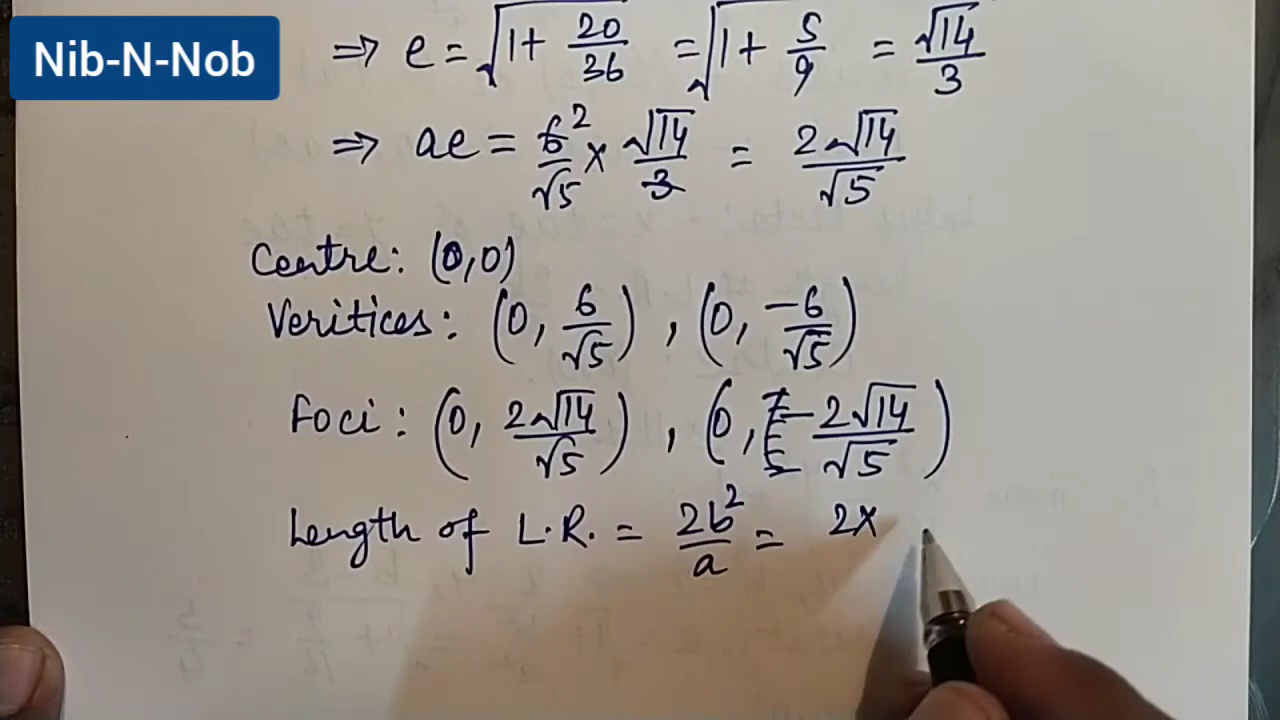 Nib-N-Nob
⇒ e = √(1 + 20/36) = √(1 + 5/9) = √14/3
⇒ ae = 6²/√5 × √14/3 = 2√14/√5
Centre: (0,0)
Veritices: (0, 6/√5), (0, -6/√5)
Foci: (0, 2√14/√5), (0, -2√14/√5)
Length of L.R. = 2b²/a = 2×